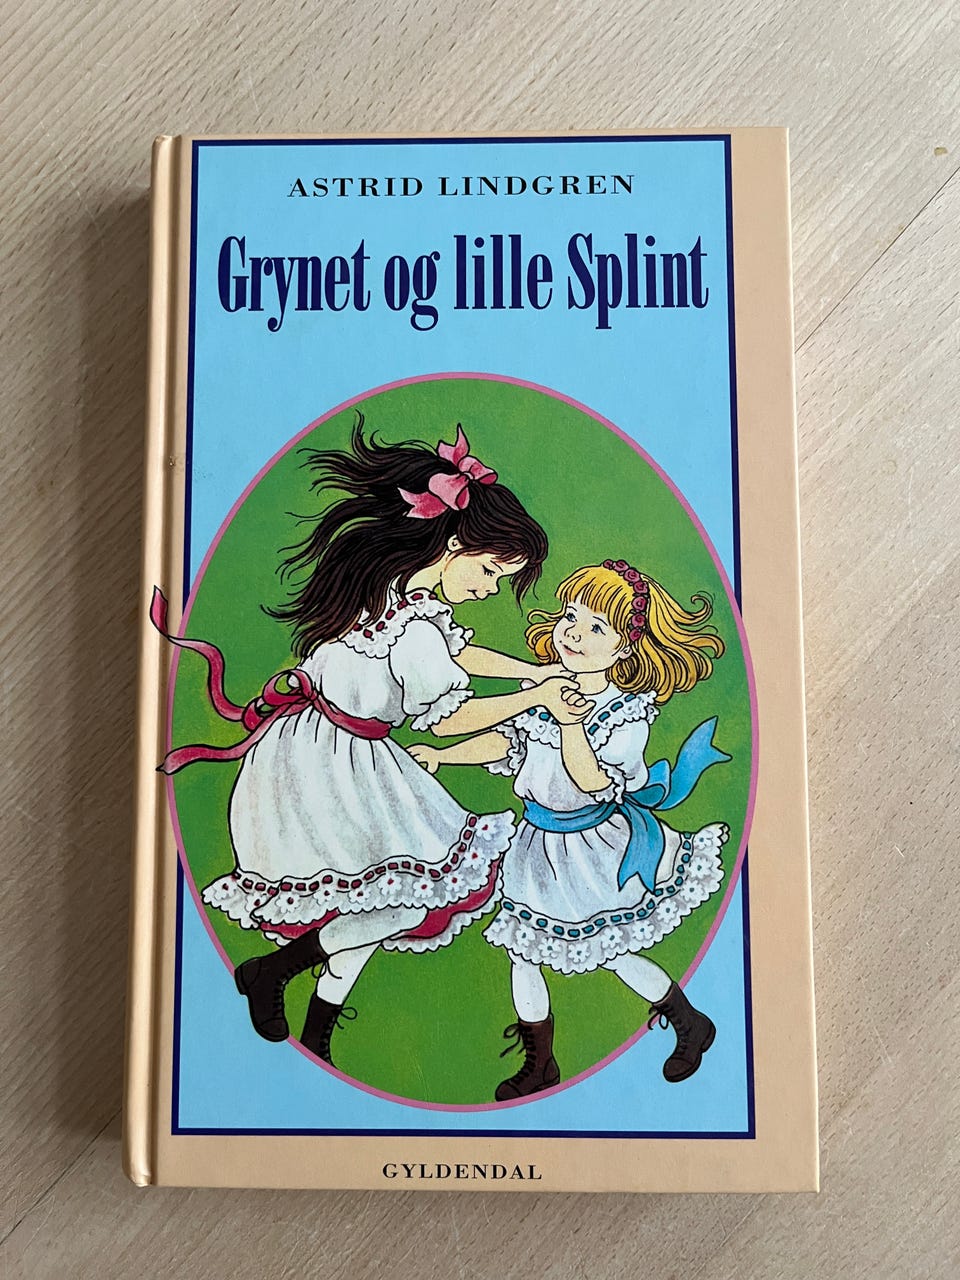 ASTRID LINDGREN
Grynet og lille Splint
GYLDENDAL